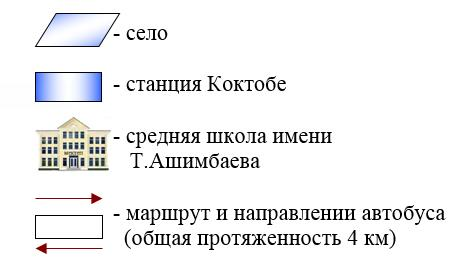 - село
- станция Коктобе
- средняя школа имени
Т.Ашимбаева
- маршрут и направлении автобуса
(общая протяженность 4 км)